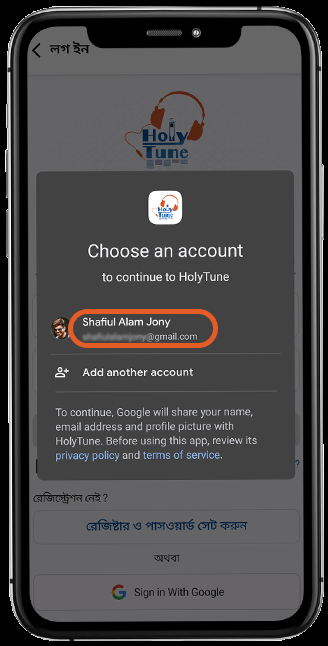 লগ ইন
Holy
Tune
Holy
Tune
Choose an account
to continue to HolyTune
Shafiul Alam Jony
@gmail.com
Add another account
To continue, Google will share your name,
email address and profile picture with
HolyTune. Before using this app, review its
privacy policy and terms of service.
?
রেজিস্ট্রেশন নেই ?
রেজিষ্টার ও পাসওয়ার্ড সেট করুন
অথবা
Sign in With Google